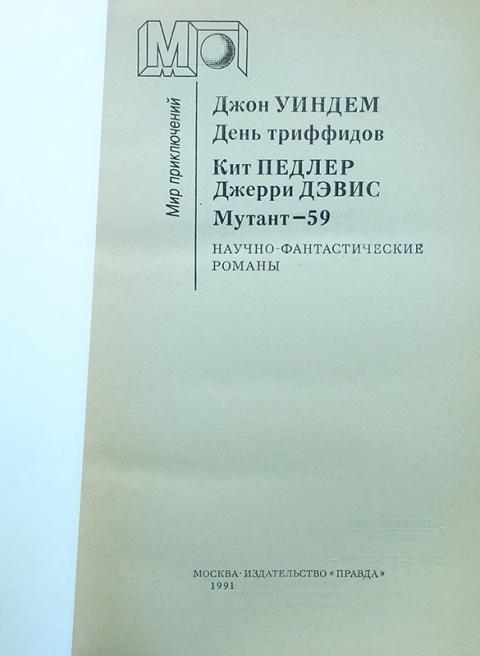 МП
Мир приключений
Джон УИНДЕМ
День триффидов
Кит ПЕДЛЕР
Джерри ДЭВИС
Мутант–59
НАУЧНО-ФАНТАСТИЧЕСКИЕ
РОМАНЫ
МОСКВА · ИЗДАТЕЛЬСТВО «ПРАВДА»
1991